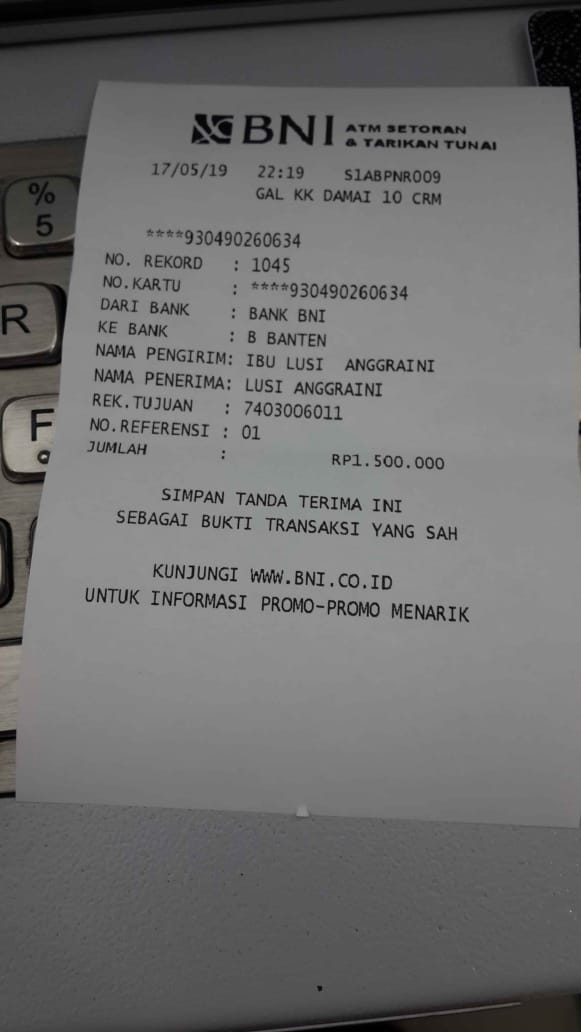 BNI ATM SETORAN
& TARIKAN TUNAI
17/05/19 22:19 S1ABPNR009
GAL KK DAMAI 10 CRM
****930490260634
NO. REKORD : 1045
NO.KARTU : ****930490260634
DARI BANK : BANK BNI
KE BANK : B BANTEN
NAMA PENGIRIM: IBU LUSI ANGGRAINI
NAMA PENERIMA: LUSI ANGGRAINI
REK.TUJUAN : 7403006011
NO.REFERENSI : 01
JUMLAH : RP1.500.000
SIMPAN TANDA TERIMA INI
SEBAGAI BUKTI TRANSAKSI YANG SAH
KUNJUNGI WWW.BNI.CO.ID
UNTUK INFORMASI PROMO-PROMO MENARIK
%
5
R
F